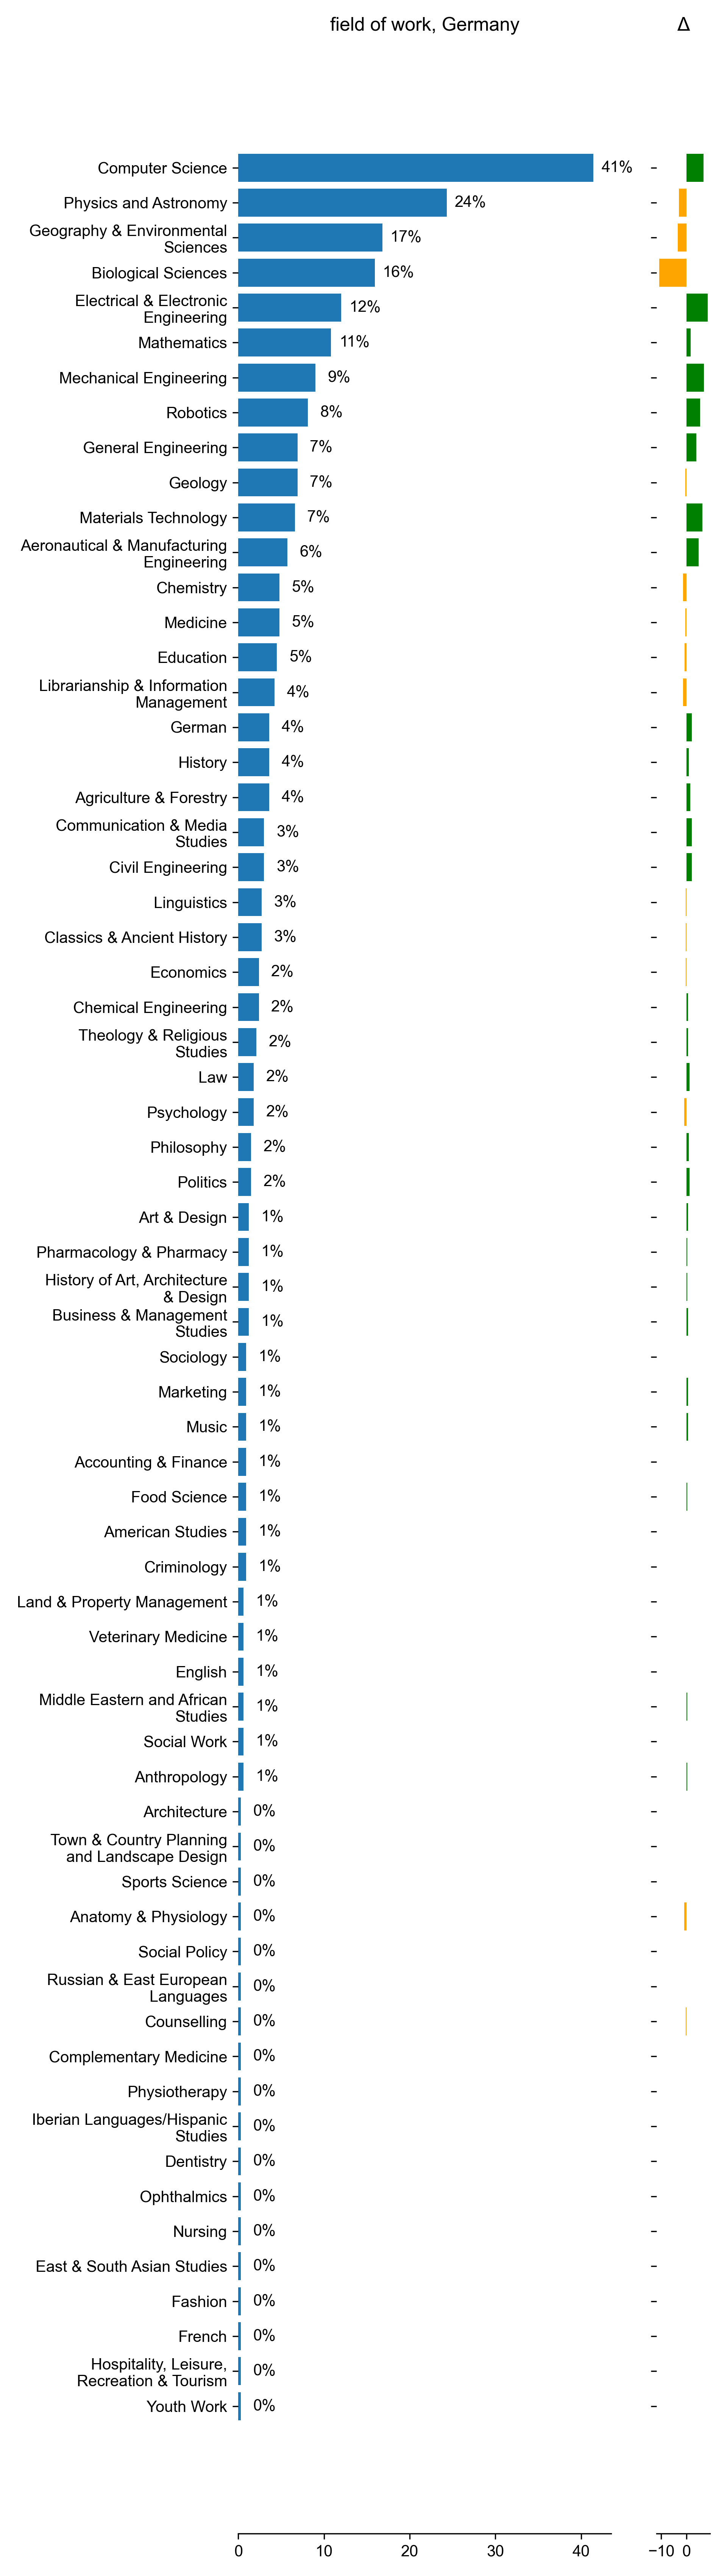 field of work, Germany
Δ
Computer Science
41%
Physics and Astronomy
24%
Geography & Environmental
Sciences
17%
Biological Sciences
16%
Electrical & Electronic
Engineering
12%
Mathematics
11%
Mechanical Engineering
9%
Robotics
8%
General Engineering
7%
Geology
7%
Materials Technology
7%
Aeronautical & Manufacturing
Engineering
6%
Chemistry
5%
Medicine
5%
Education
5%
Librarianship & Information
Management
4%
German
4%
History
4%
Agriculture & Forestry
4%
Communication & Media
Studies
3%
Civil Engineering
3%
Linguistics
3%
Classics & Ancient History
3%
Economics
2%
Chemical Engineering
2%
Theology & Religious
Studies
2%
Law
2%
Psychology
2%
Philosophy
2%
Politics
2%
Art & Design
1%
Pharmacology & Pharmacy
1%
History of Art, Architecture
& Design
1%
Business & Management
Studies
1%
Sociology
1%
Marketing
1%
Music
1%
Accounting & Finance
1%
Food Science
1%
American Studies
1%
Criminology
1%
Land & Property Management
1%
Veterinary Medicine
1%
English
1%
Middle Eastern and African
Studies
1%
Social Work
1%
Anthropology
1%
Architecture
0%
Town & Country Planning
and Landscape Design
0%
Sports Science
0%
Anatomy & Physiology
0%
Social Policy
0%
Russian & East European
Languages
0%
Counselling
0%
Complementary Medicine
0%
Physiotherapy
0%
Iberian Languages/Hispanic
Studies
0%
Dentistry
0%
Ophthalmics
0%
Nursing
0%
East & South Asian Studies
0%
Fashion
0%
French
0%
Hospitality, Leisure,
Recreation & Tourism
0%
Youth Work
0%
0 10 20 30 40
−10 0